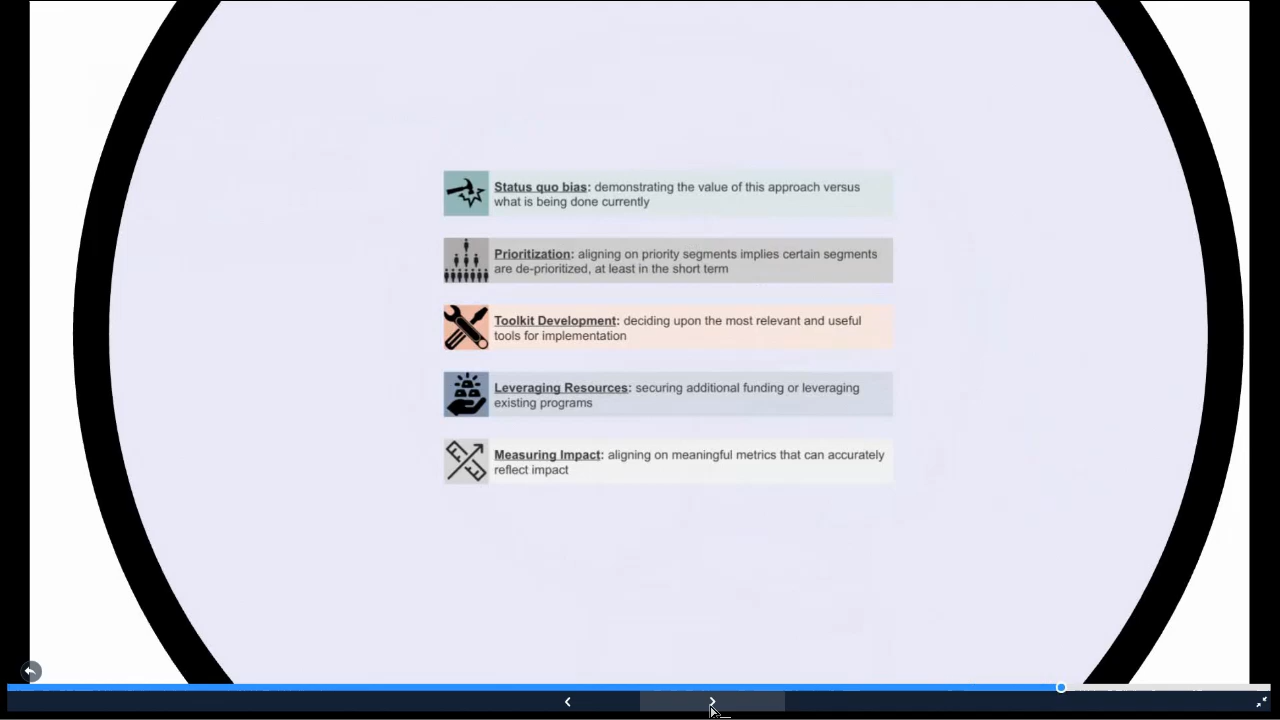 Status quo bias: demonstrating the value of this approach versus
what is being done currently
Prioritization: aligning on priority segments implies certain segments
are de-prioritized, at least in the short term
Toolkit Development: deciding upon the most relevant and useful
tools for implementation
Leveraging Resources: securing additional funding or leveraging
existing programs
Measuring Impact: aligning on meaningful metrics that can accurately
reflect impact